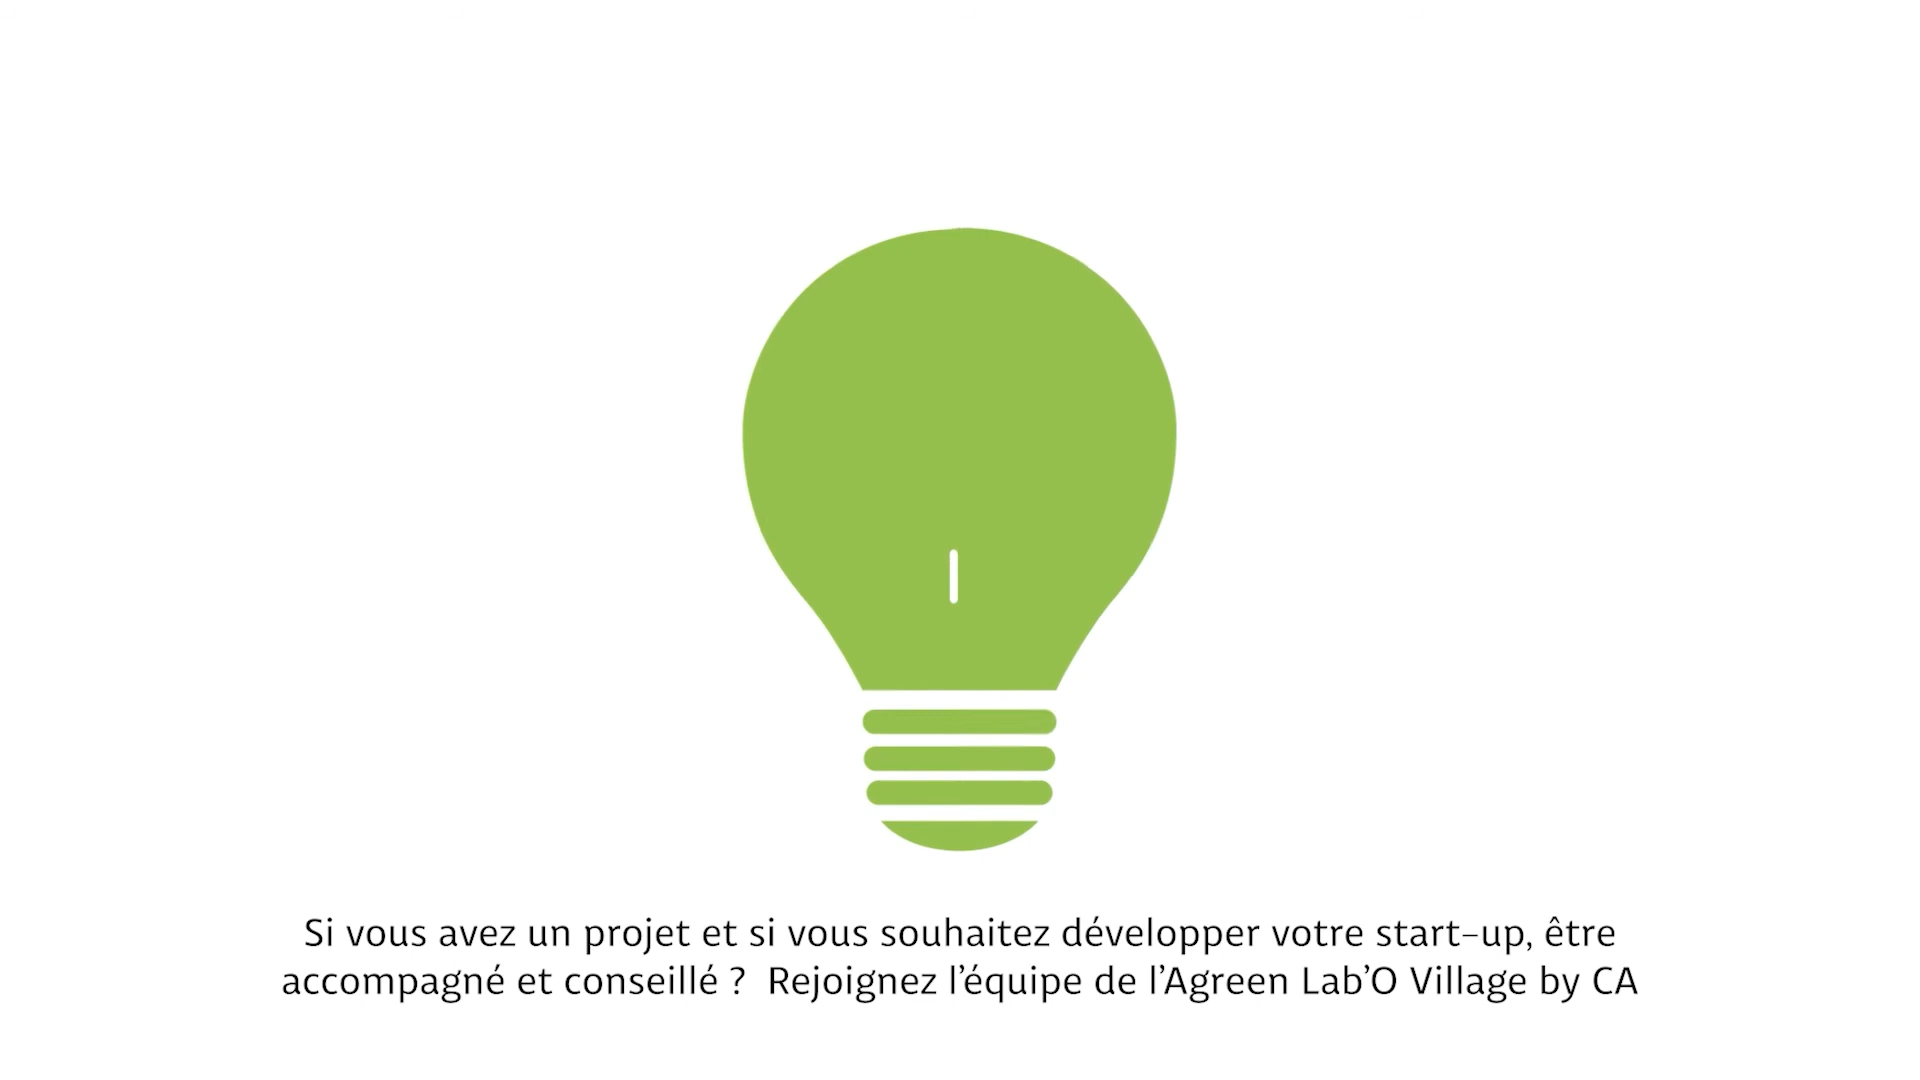 Si vous avez un projet et si vous souhaitez développer votre start-up, être
accompagné et conseillé ?  Rejoignez l’équipe de l’Agreen Lab’O Village by CA